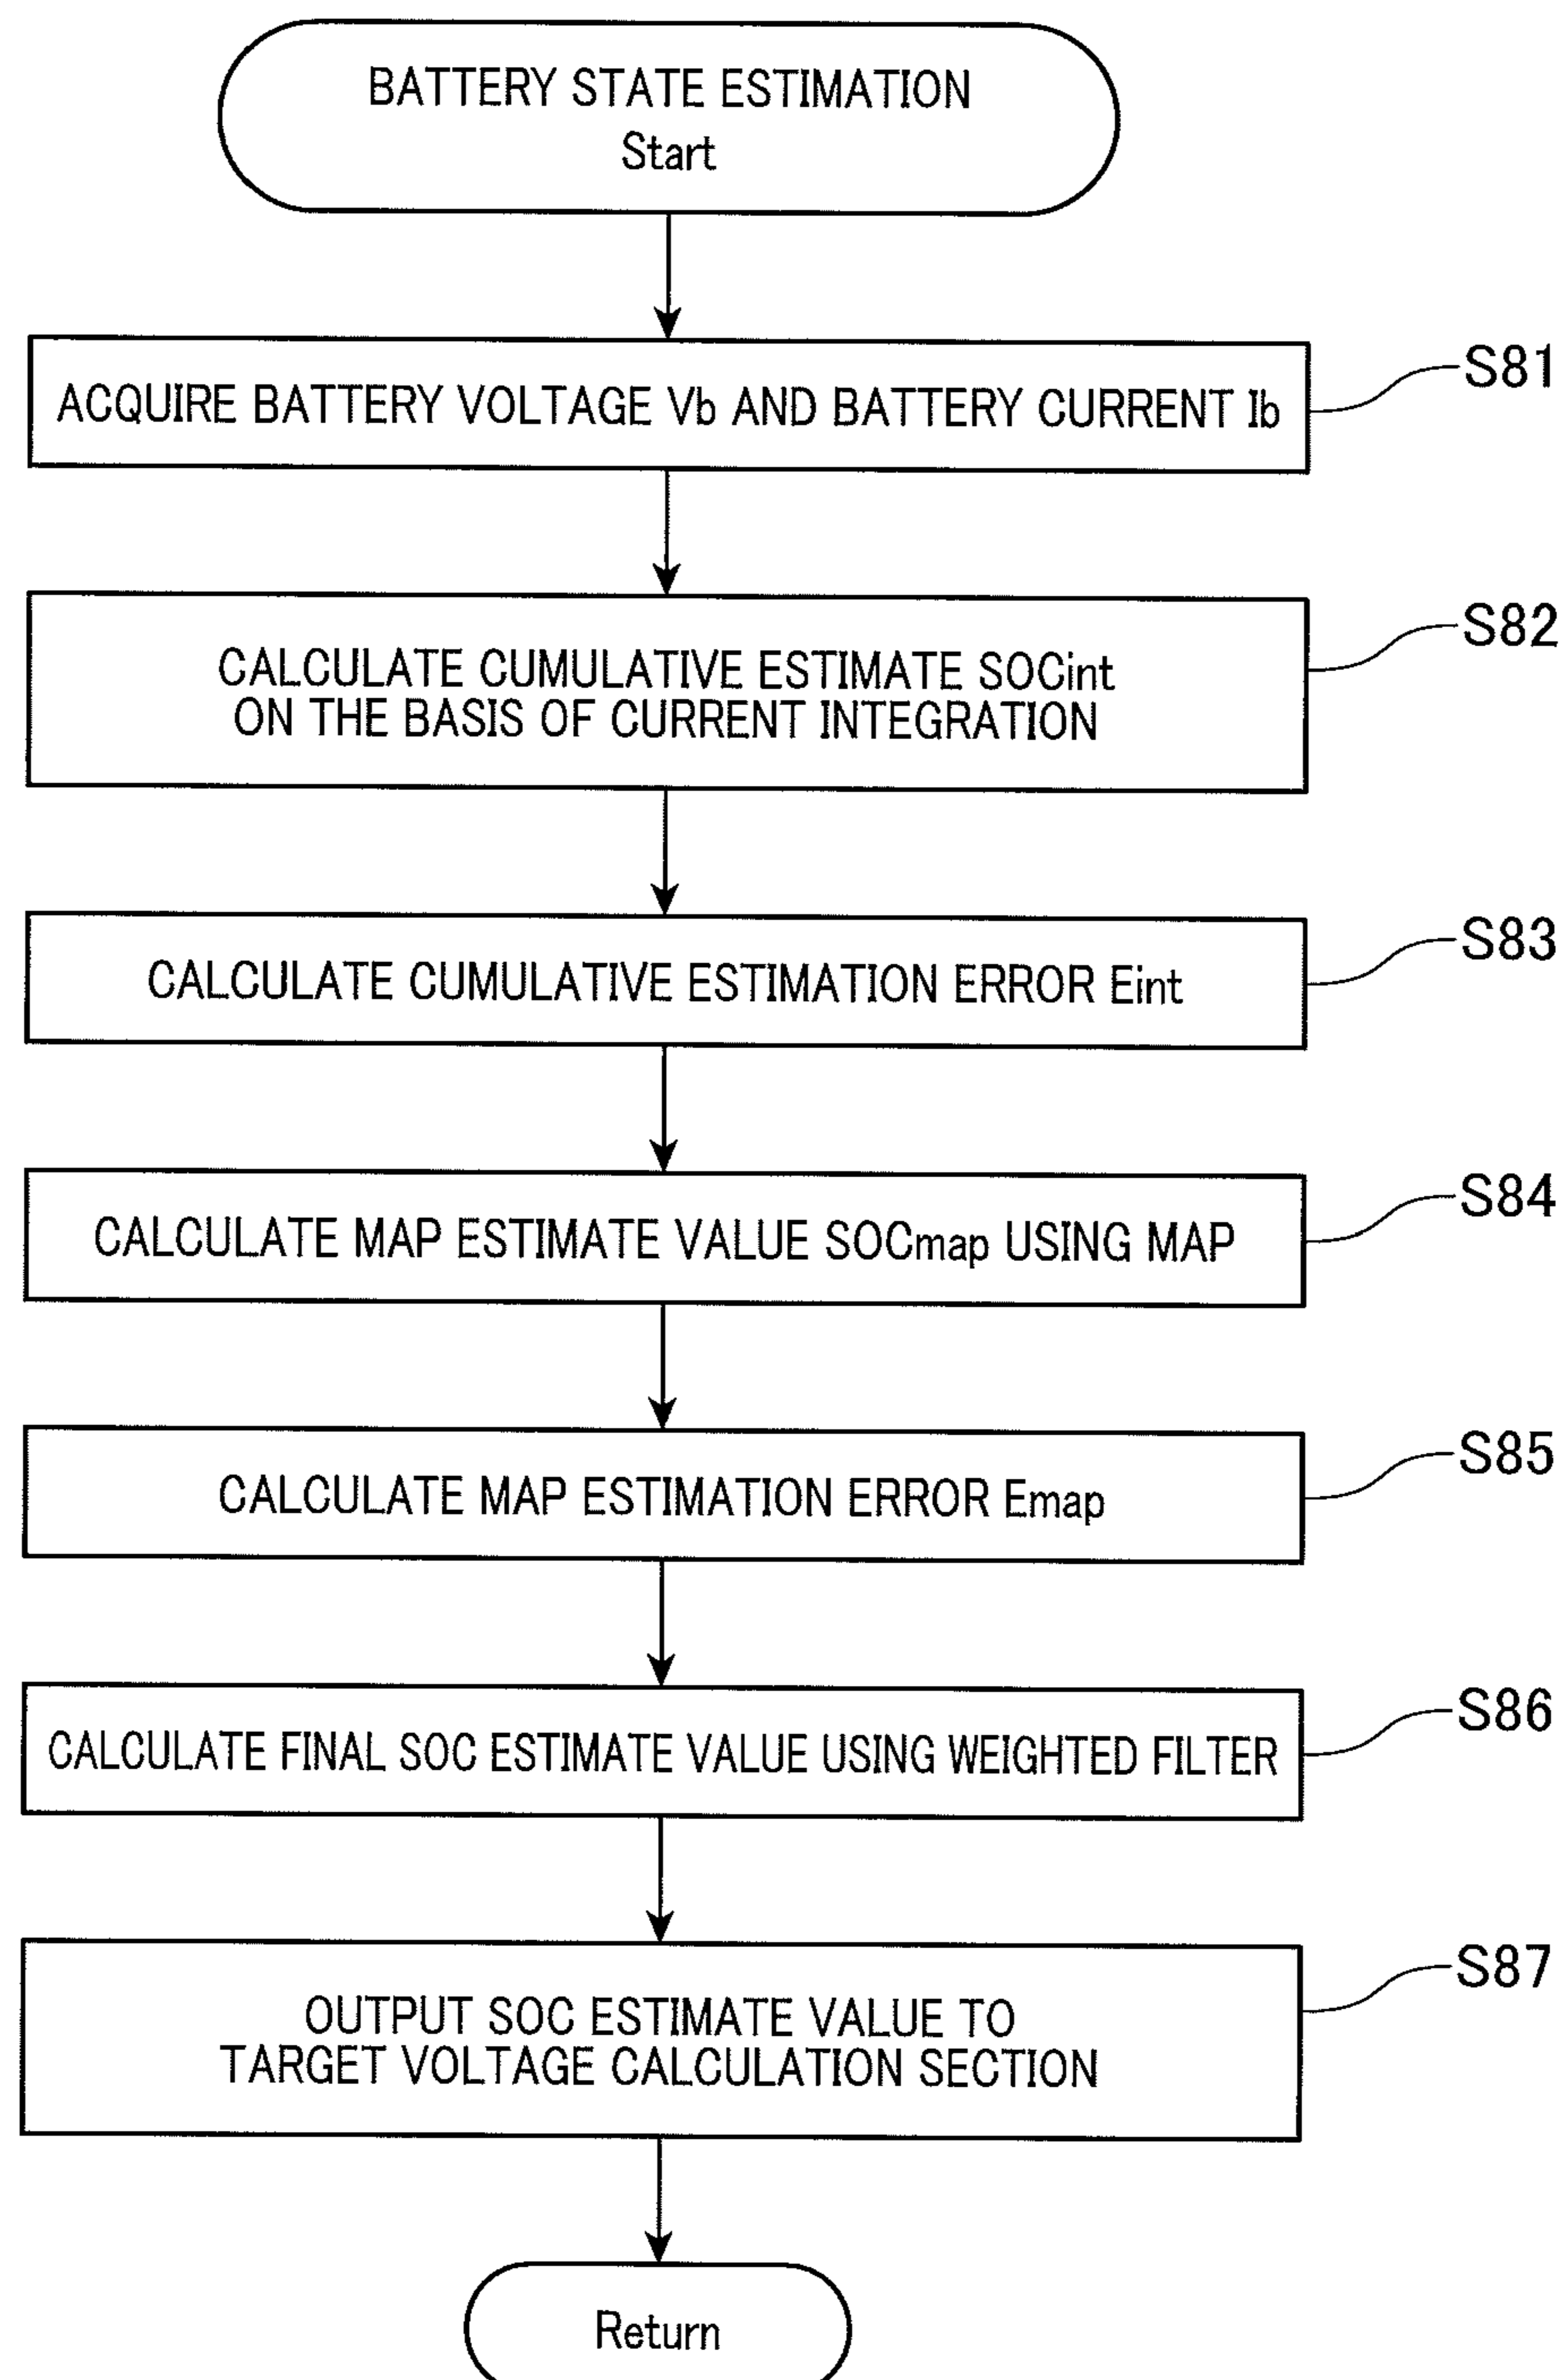 BATTERY STATE ESTIMATION
Start
ACQUIRE BATTERY VOLTAGE Vb AND BATTERY CURRENT Ib
S81
CALCULATE CUMULATIVE ESTIMATE SOCint
ON THE BASIS OF CURRENT INTEGRATION
S82
CALCULATE CUMULATIVE ESTIMATION ERROR Eint
S83
CALCULATE MAP ESTIMATE VALUE SOCmap USING MAP
S84
CALCULATE MAP ESTIMATION ERROR Emap
S85
CALCULATE FINAL SOC ESTIMATE VALUE USING WEIGHTED FILTER
S86
OUTPUT SOC ESTIMATE VALUE TO
TARGET VOLTAGE CALCULATION SECTION
S87
Return